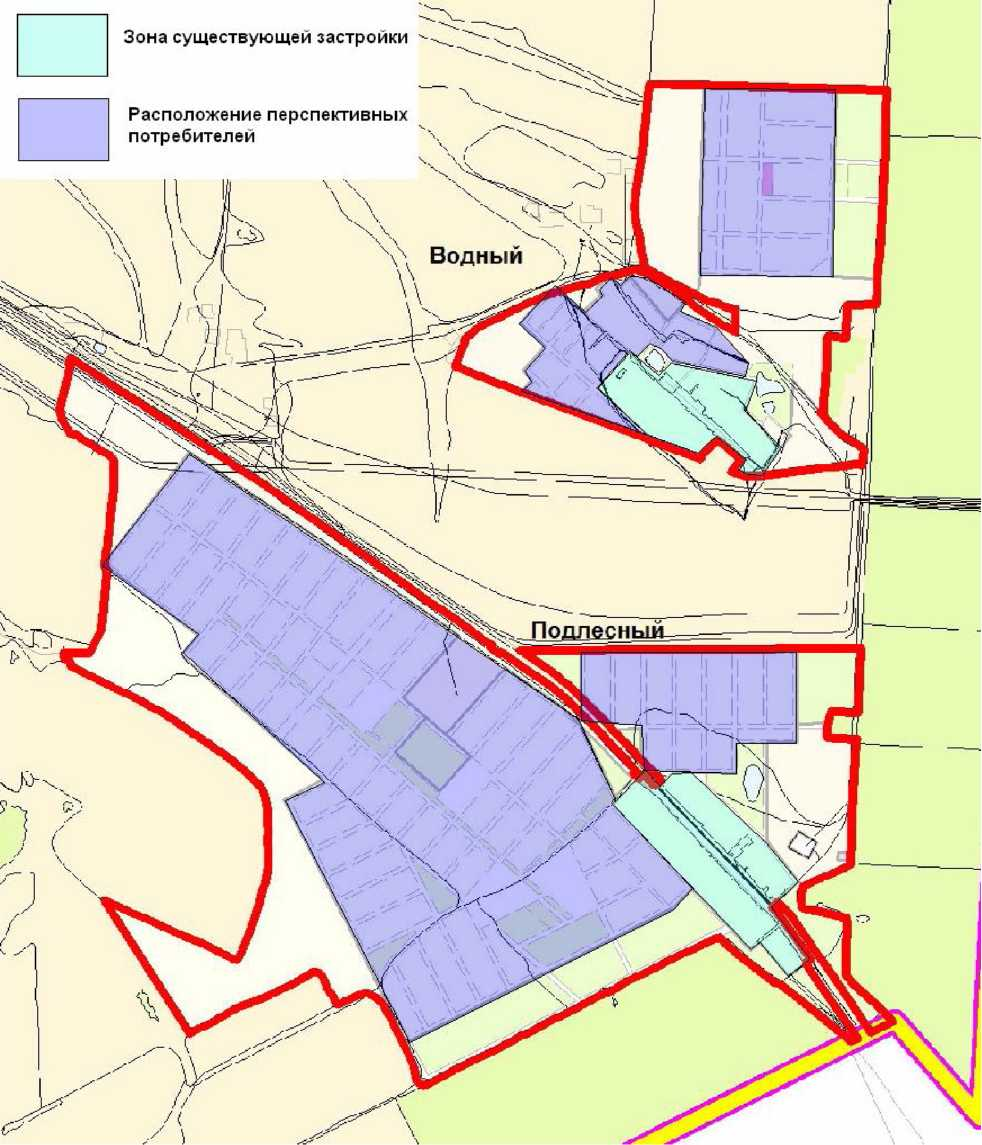 Зона существующей застройки
Расположение перспективных
потребителей
Водный
Подлесный